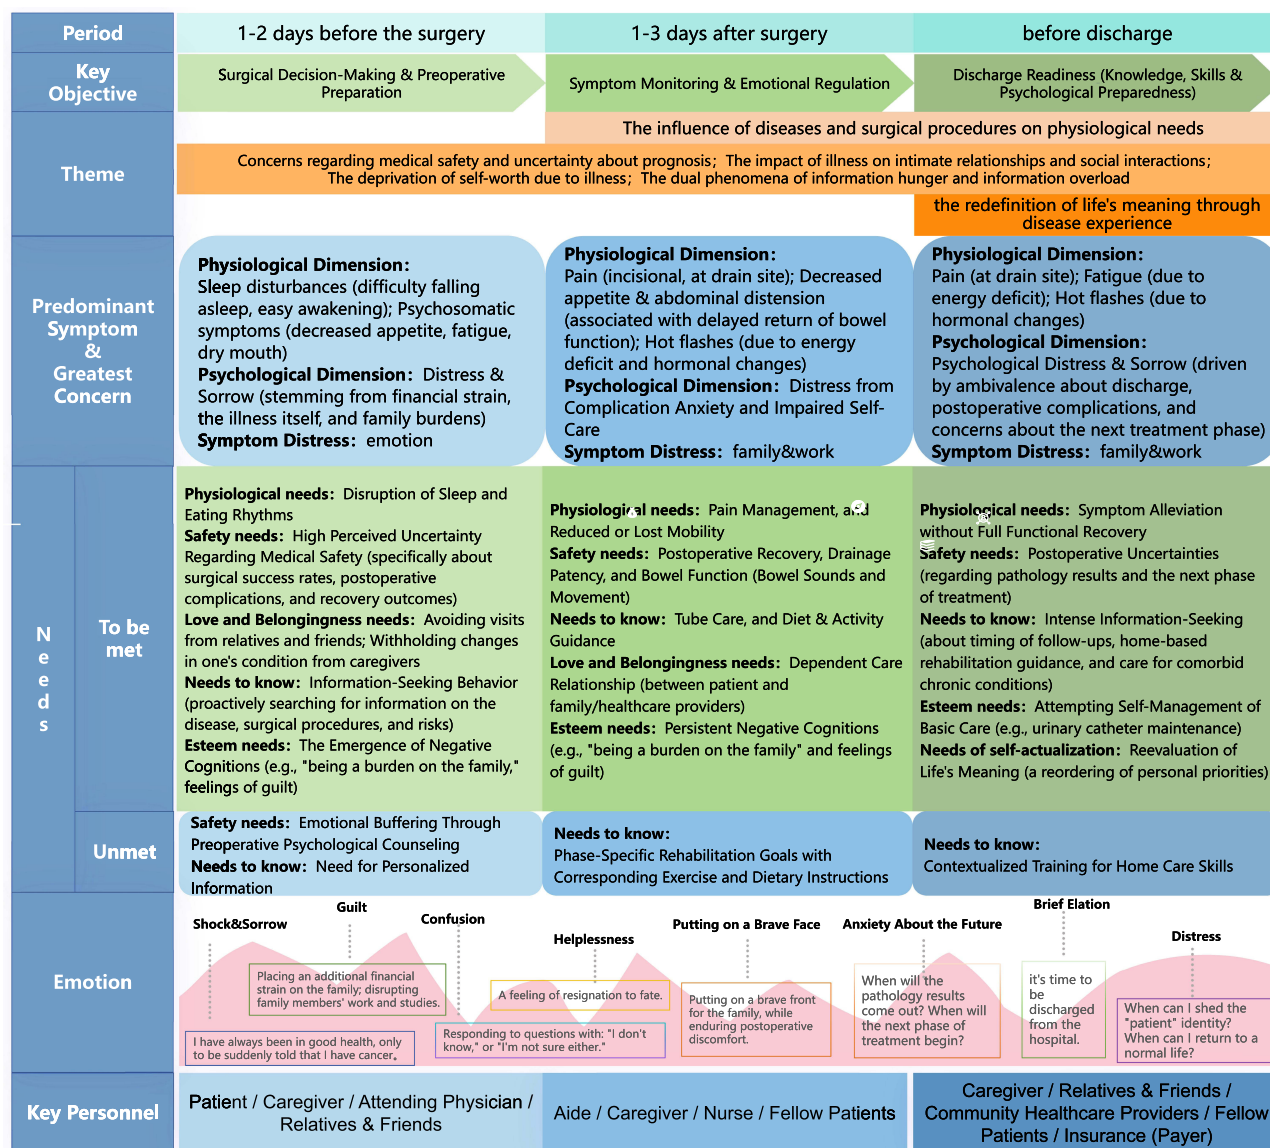 Period
1-2 days before the surgery
1-3 days after surgery
before discharge
Key
Objective
Surgical Decision-Making & Preoperative
Preparation
Symptom Monitoring & Emotional Regulation
Discharge Readiness (Knowledge, Skills &
Psychological Preparedness)
Theme
The influence of diseases and surgical procedures on physiological needs
Concerns regarding medical safety and uncertainty about prognosis; The impact of illness on intimate relationships and social interactions;
The deprivation of self-worth due to illness; The dual phenomena of information hunger and information overload
the redefinition of life's meaning through
disease experience
Predominant
Symptom
&
Greatest
Concern
Physiological Dimension:
Sleep disturbances (difficulty falling
asleep, easy awakening); Psychosomatic
symptoms (decreased appetite, fatigue,
dry mouth)
Psychological Dimension: Distress &
Sorrow (stemming from financial strain,
the illness itself, and family burdens)
Symptom Distress: emotion
Physiological Dimension:
Pain (incisional, at drain site); Decreased
appetite & abdominal distension
(associated with delayed return of bowel
function); Hot flashes (due to energy
deficit and hormonal changes)
Psychological Dimension: Distress from
Complication Anxiety and Impaired Self-
Care
Symptom Distress: family&work
Physiological Dimension:
Pain (at drain site); Fatigue (due to
energy deficit); Hot flashes (due to
hormonal changes)
Psychological Dimension:
Psychological Distress & Sorrow (driven
by ambivalence about discharge,
postoperative complications, and
concerns about the next treatment phase)
Symptom Distress: family&work
Needs
To be
met
Physiological needs: Disruption of Sleep and
Eating Rhythms
Safety needs: High Perceived Uncertainty
Regarding Medical Safety (specifically about
surgical success rates, postoperative
complications, and recovery outcomes)
Love and Belongingness needs: Avoiding visits
from relatives and friends; Withholding changes
in one's condition from caregivers
Needs to know: Information-Seeking Behavior
(proactively searching for information on the
disease, surgical procedures, and risks)
Esteem needs: The Emergence of Negative
Cognitions (e.g., "being a burden on the family,"
feelings of guilt)
Physiological needs: Pain Management, and
Reduced or Lost Mobility
Safety needs: Postoperative Recovery, Drainage
Patency, and Bowel Function (Bowel Sounds and
Movement)
Needs to know: Tube Care, and Diet & Activity
Guidance
Love and Belongingness needs: Dependent Care
Relationship (between patient and
family/healthcare providers)
Esteem needs: Persistent Negative Cognitions
(e.g., "being a burden on the family" and feelings
of guilt)
Physiological needs: Symptom Alleviation
without Full Functional Recovery
Safety needs: Postoperative Uncertainties
(regarding pathology results and the next phase
of treatment)
Needs to know: Intense Information-Seeking
(about timing of follow-ups, home-based
rehabilitation guidance, and care for comorbid
chronic conditions)
Esteem needs: Attempting Self-Management of
Basic Care (e.g., urinary catheter maintenance)
Needs of self-actualization: Reevaluation of
Life's Meaning (a reordering of personal priorities)
Unmet
Safety needs: Emotional Buffering Through
Preoperative Psychological Counseling
Needs to know: Need for Personalized
Information
Needs to know:
Phase-Specific Rehabilitation Goals with
Corresponding Exercise and Dietary Instructions
Needs to know:
Contextualized Training for Home Care Skills
Emotion
Shock&Sorrow
I have always been in good health, only
to be suddenly told that I have cancer。
Guilt
Placing an additional financial
strain on the family; disrupting
family members' work and studies.
Confusion
Responding to questions with: "I don't
know," or "I'm not sure either."
Helplessness
A feeling of resignation to fate.
Putting on a Brave Face
Putting on a brave front
for the family, while
enduring postoperative
discomfort.
Anxiety About the Future
When will the
pathology results
come out? When will
the next phase of
treatment begin?
Brief Elation
it's time to
be
discharged
from the
hospital.
Distress
When can I shed the
"patient" identity?
When can I return to a
normal life?
Key Personnel
Patient / Caregiver / Attending Physician /
Relatives & Friends
Aide / Caregiver / Nurse / Fellow Patients
Caregiver / Relatives & Friends /
Community Healthcare Providers / Fellow
Patients / Insurance (Payer)